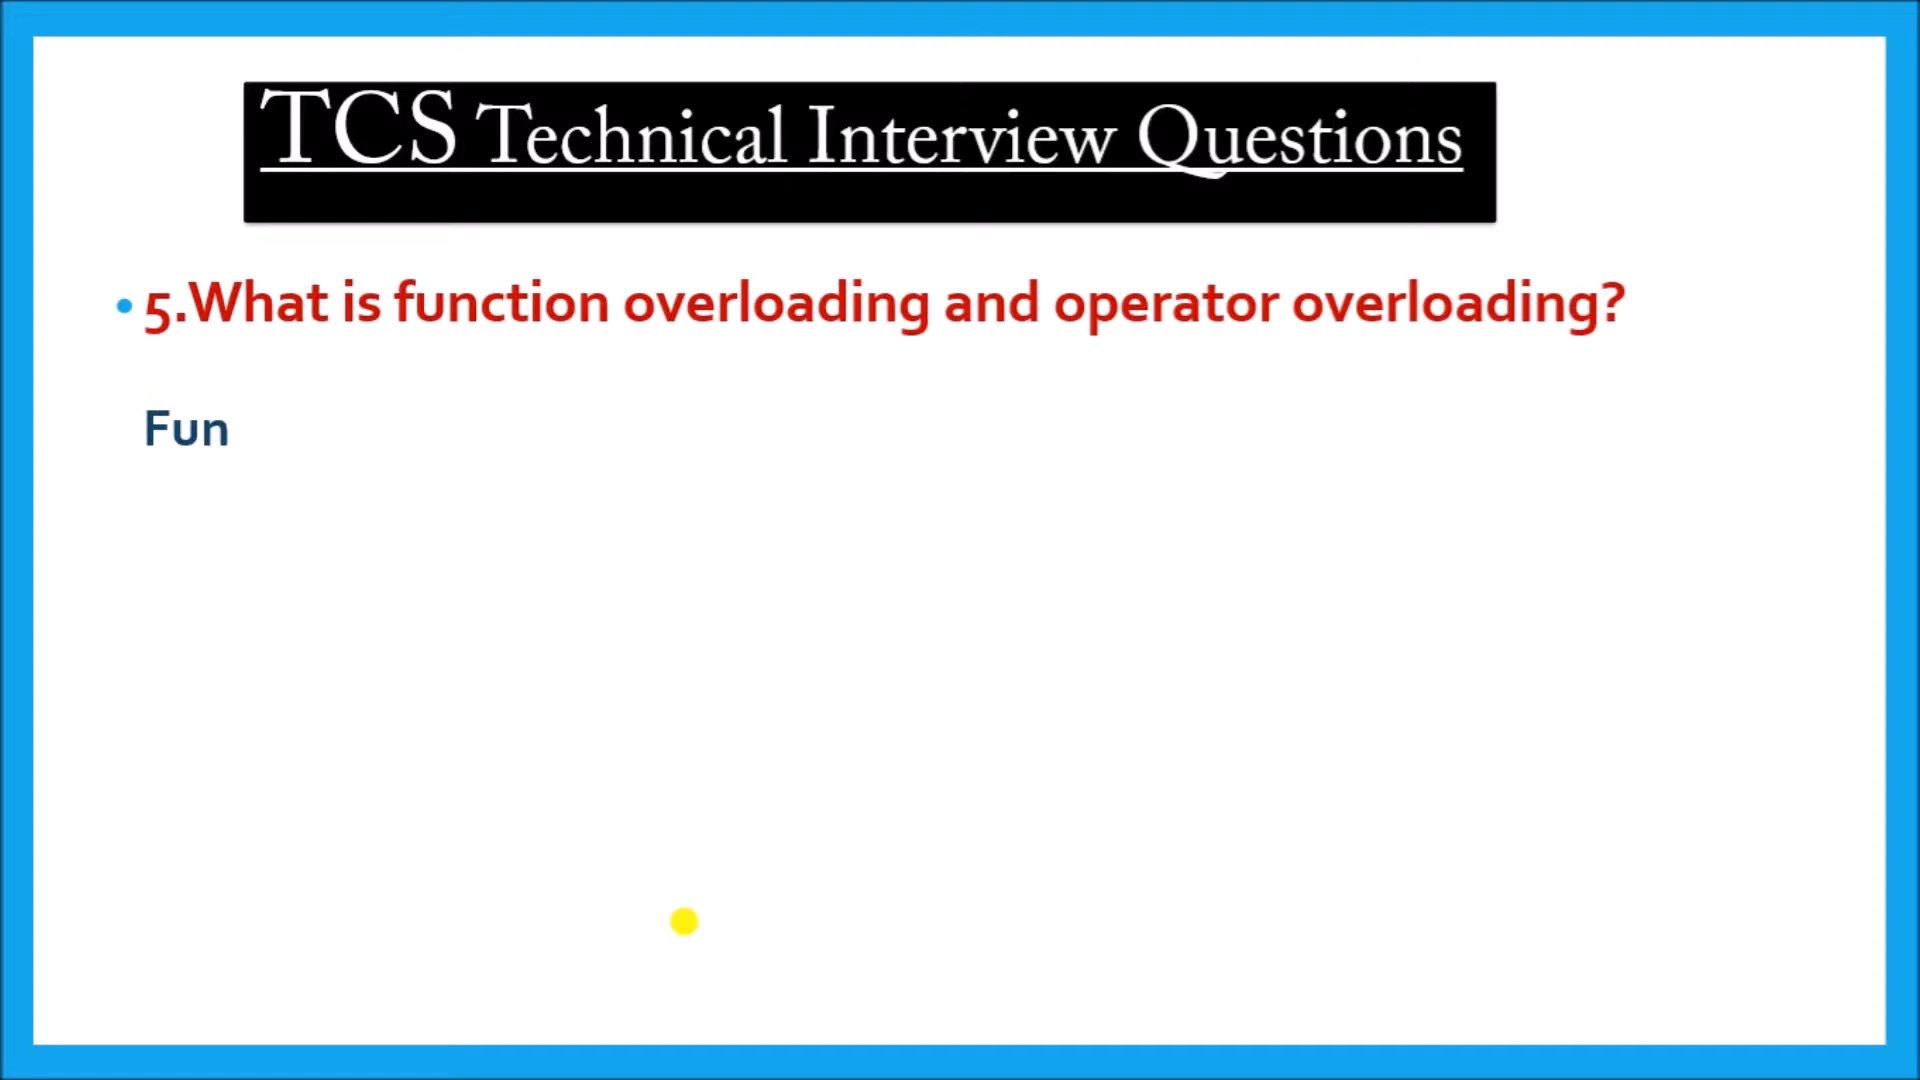 TCS Technical Interview Questions
• 5.What is function overloading and operator overloading?
Fun